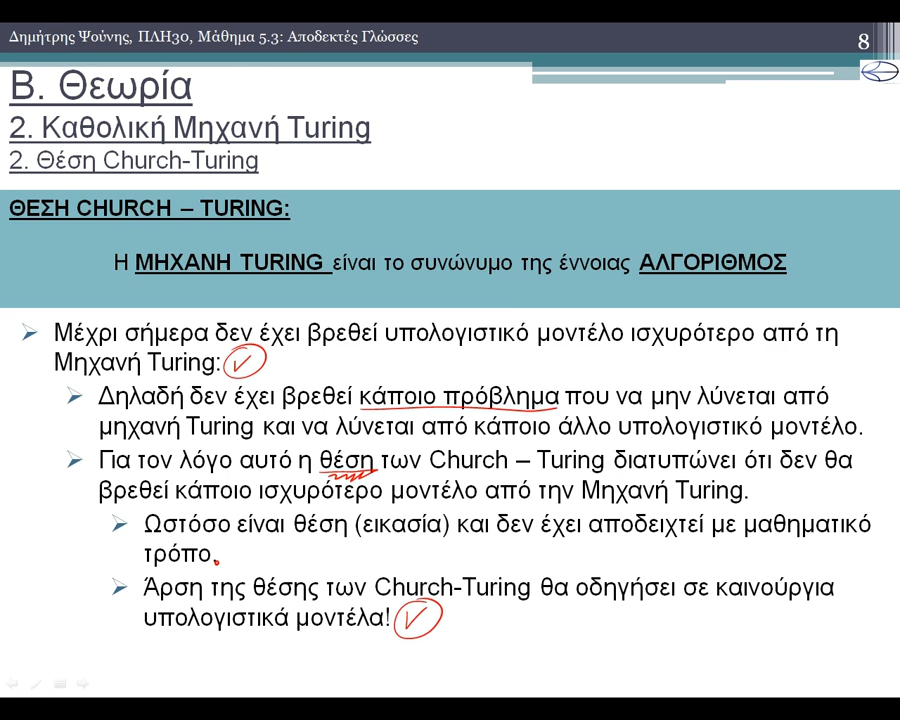 Δημήτρης Ψούνης, ΠΛΗ30, Μάθημα 5.3: Αποδεκτές Γλώσσες
8
Β. Θεωρία
2. Καθολική Μηχανή Turing
2. Θέση Church-Turing
ΘΕΣΗ CHURCH – TURING:
Η ΜΗΧΑΝΗ TURING είναι το συνώνυμο της έννοιας ΑΛΓΟΡΙΘΜΟΣ
Μέχρι σήμερα δεν έχει βρεθεί υπολογιστικό μοντέλο ισχυρότερο από τη
Μηχανή Turing:
Δηλαδή δεν έχει βρεθεί κάποιο πρόβλημα που να μην λύνεται από
μηχανή Turing και να λύνεται από κάποιο άλλο υπολογιστικό μοντέλο.
Για τον λόγο αυτό η θέση των Church – Turing διατυπώνει ότι δεν θα
βρεθεί κάποιο ισχυρότερο μοντέλο από την Μηχανή Turing.
Ωστόσο είναι θέση (εικασία) και δεν έχει αποδειχτεί με μαθηματικό
τρόπο.
Άρση της θέσης των Church-Turing θα οδηγήσει σε καινούργια
υπολογιστικά μοντέλα!